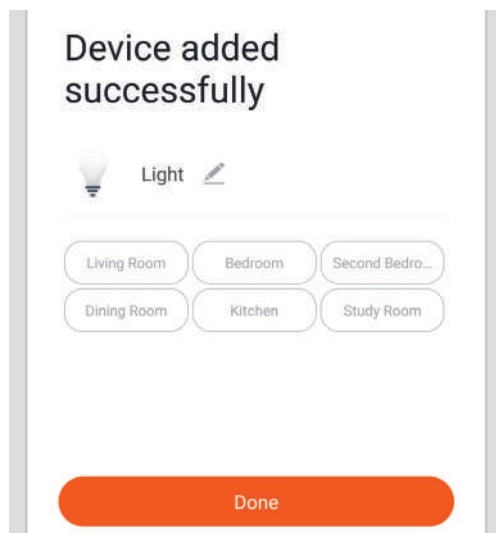 Device added
successfully
Light
Living Room Bedroom Second Bedro...
Dining Room Kitchen Study Room
Done